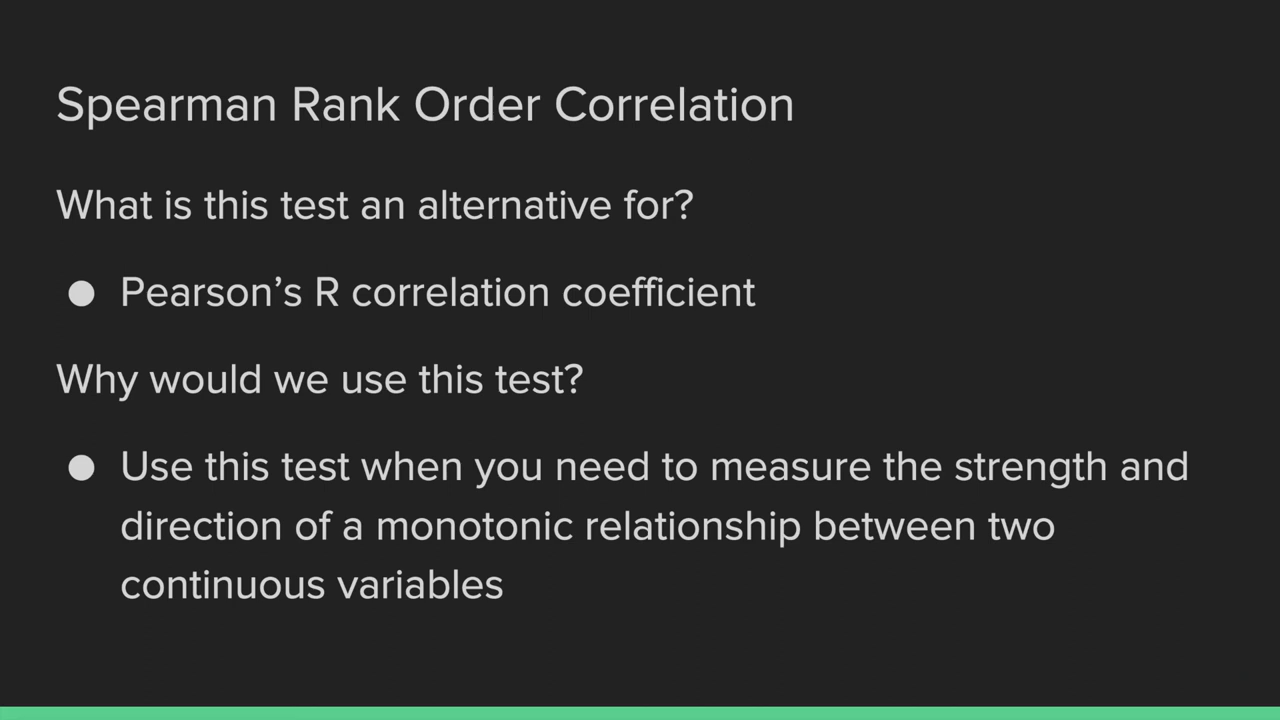 Spearman Rank Order Correlation
What is this test an alternative for?
● Pearson’s R correlation coefficient
Why would we use this test?
● Use this test when you need to measure the strength and
direction of a monotonic relationship between two
continuous variables